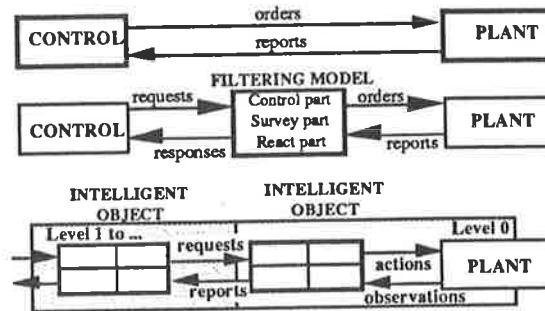 orders
CONTROL
PLANT
reports
FILTERING MODEL
requests
Control part
orders
CONTROL
Survey part
PLANT
responses
React part
reports
INTELLIGENT
INTELLIGENT
OBJECT
OBJECT
Level 1 to ...
requests
Level 0
PLANT
reports
actions
observations